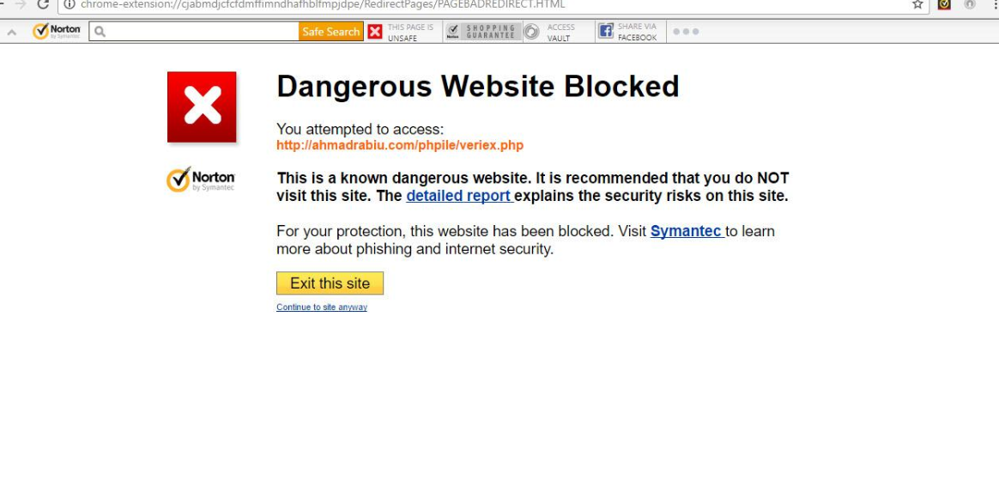 chrome-extension://cjabmdjcfcfdmffimndhafhblfmpjdpe/RedirectPages/PAGEBADREDIRECT.HTML
Norton by Symantec Safe Search THIS PAGE IS UNSAFE SHOPPING GUARANTEE ACCESS VAULT SHARE VIA FACEBOOK
Dangerous Website Blocked
You attempted to access:
http://ahmadrabiu.com/phpile/veriex.php
Norton
by Symantec
This is a known dangerous website. It is recommended that you do NOT
visit this site. The detailed report explains the security risks on this site.
For your protection, this website has been blocked. Visit Symantec to learn
more about phishing and internet security.
Exit this site
Continue to site anyway